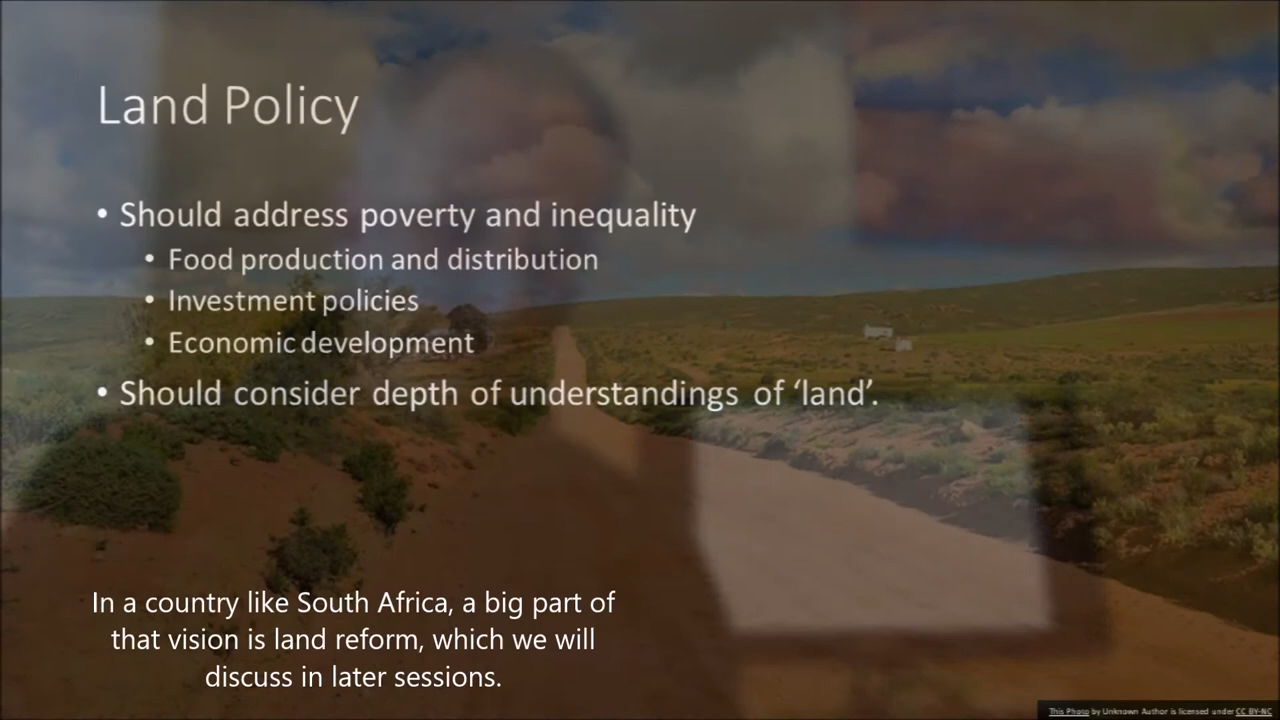 Land Policy
• Should address poverty and inequality
• Food production and distribution
• Investment policies
• Economic development
• Should consider depth of understandings of ‘land’.
In a country like South Africa, a big part of
that vision is land reform, which we will
discuss in later sessions.
This Photo by Unknown Author is licensed under CC BY-NC